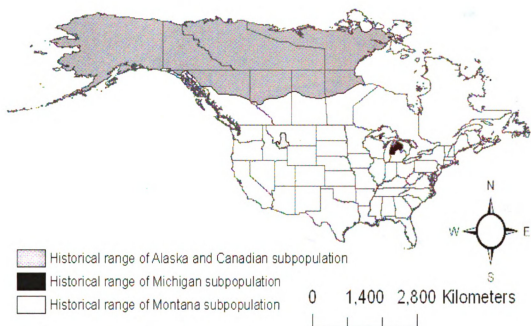 N
W E
S
Historical range of Alaska and Canadian subpopulation
Historical range of Michigan subpopulation
Historical range of Montana subpopulation
0 1,400 2,800 Kilometers